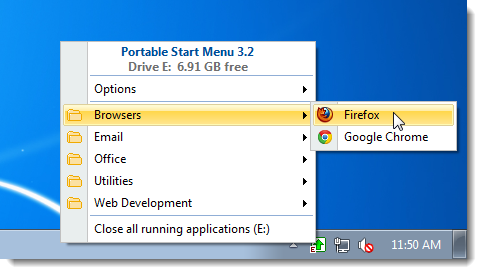 Portable Start Menu 3.2
Drive E: 6.91 GB free
Options
Browsers
Firefox
Email
Google Chrome
Office
Utilities
Web Development
Close all running applications (E:)
11:50 AM